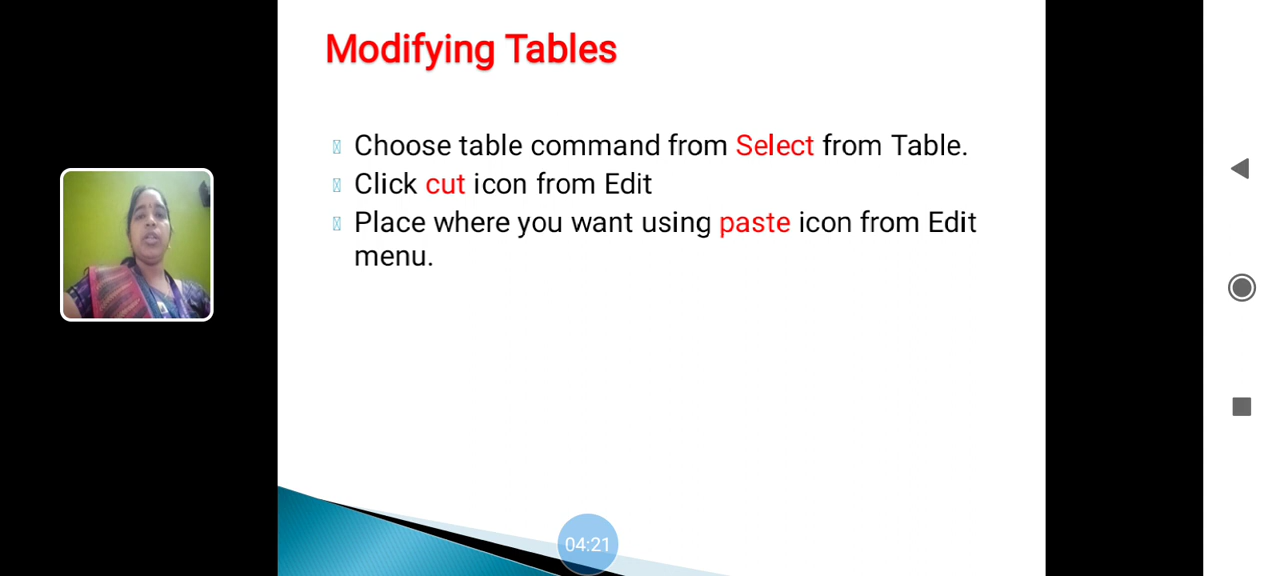 Modifying Tables
Choose table command from Select from Table.
Click cut icon from Edit
Place where you want using paste icon from Edit
menu.
04:21